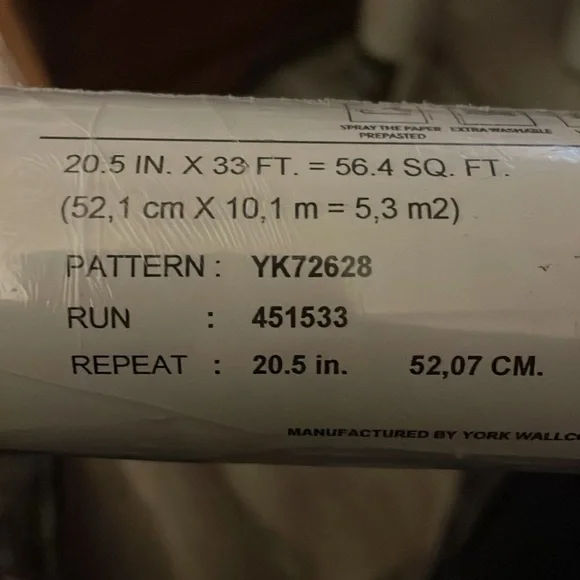 SPRAY THE PAPER EXTRA WASHABLE
PREPASTED
20.5 IN. X 33 FT. = 56.4 SQ. FT.
(52,1 cm X 10,1 m = 5,3 m2)
PATTERN : YK72628
RUN : 451533
REPEAT : 20.5 in. 52,07 CM.
MANUFACTURED BY YORK WALLCO